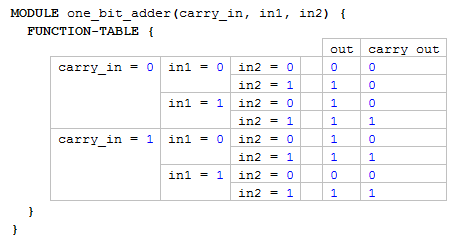 MODULE one_bit_adder(carry_in, in1, in2) {
FUNCTION-TABLE {
out carry out
carry_in = 0 in1 = 0 in2 = 0 0 0
in2 = 1 1 0
in1 = 1 in2 = 0 1 0
in2 = 1 1 1
carry_in = 1 in1 = 0 in2 = 0 1 0
in2 = 1 1 1
in1 = 1 in2 = 0 0 0
in2 = 1 1 1
}
}